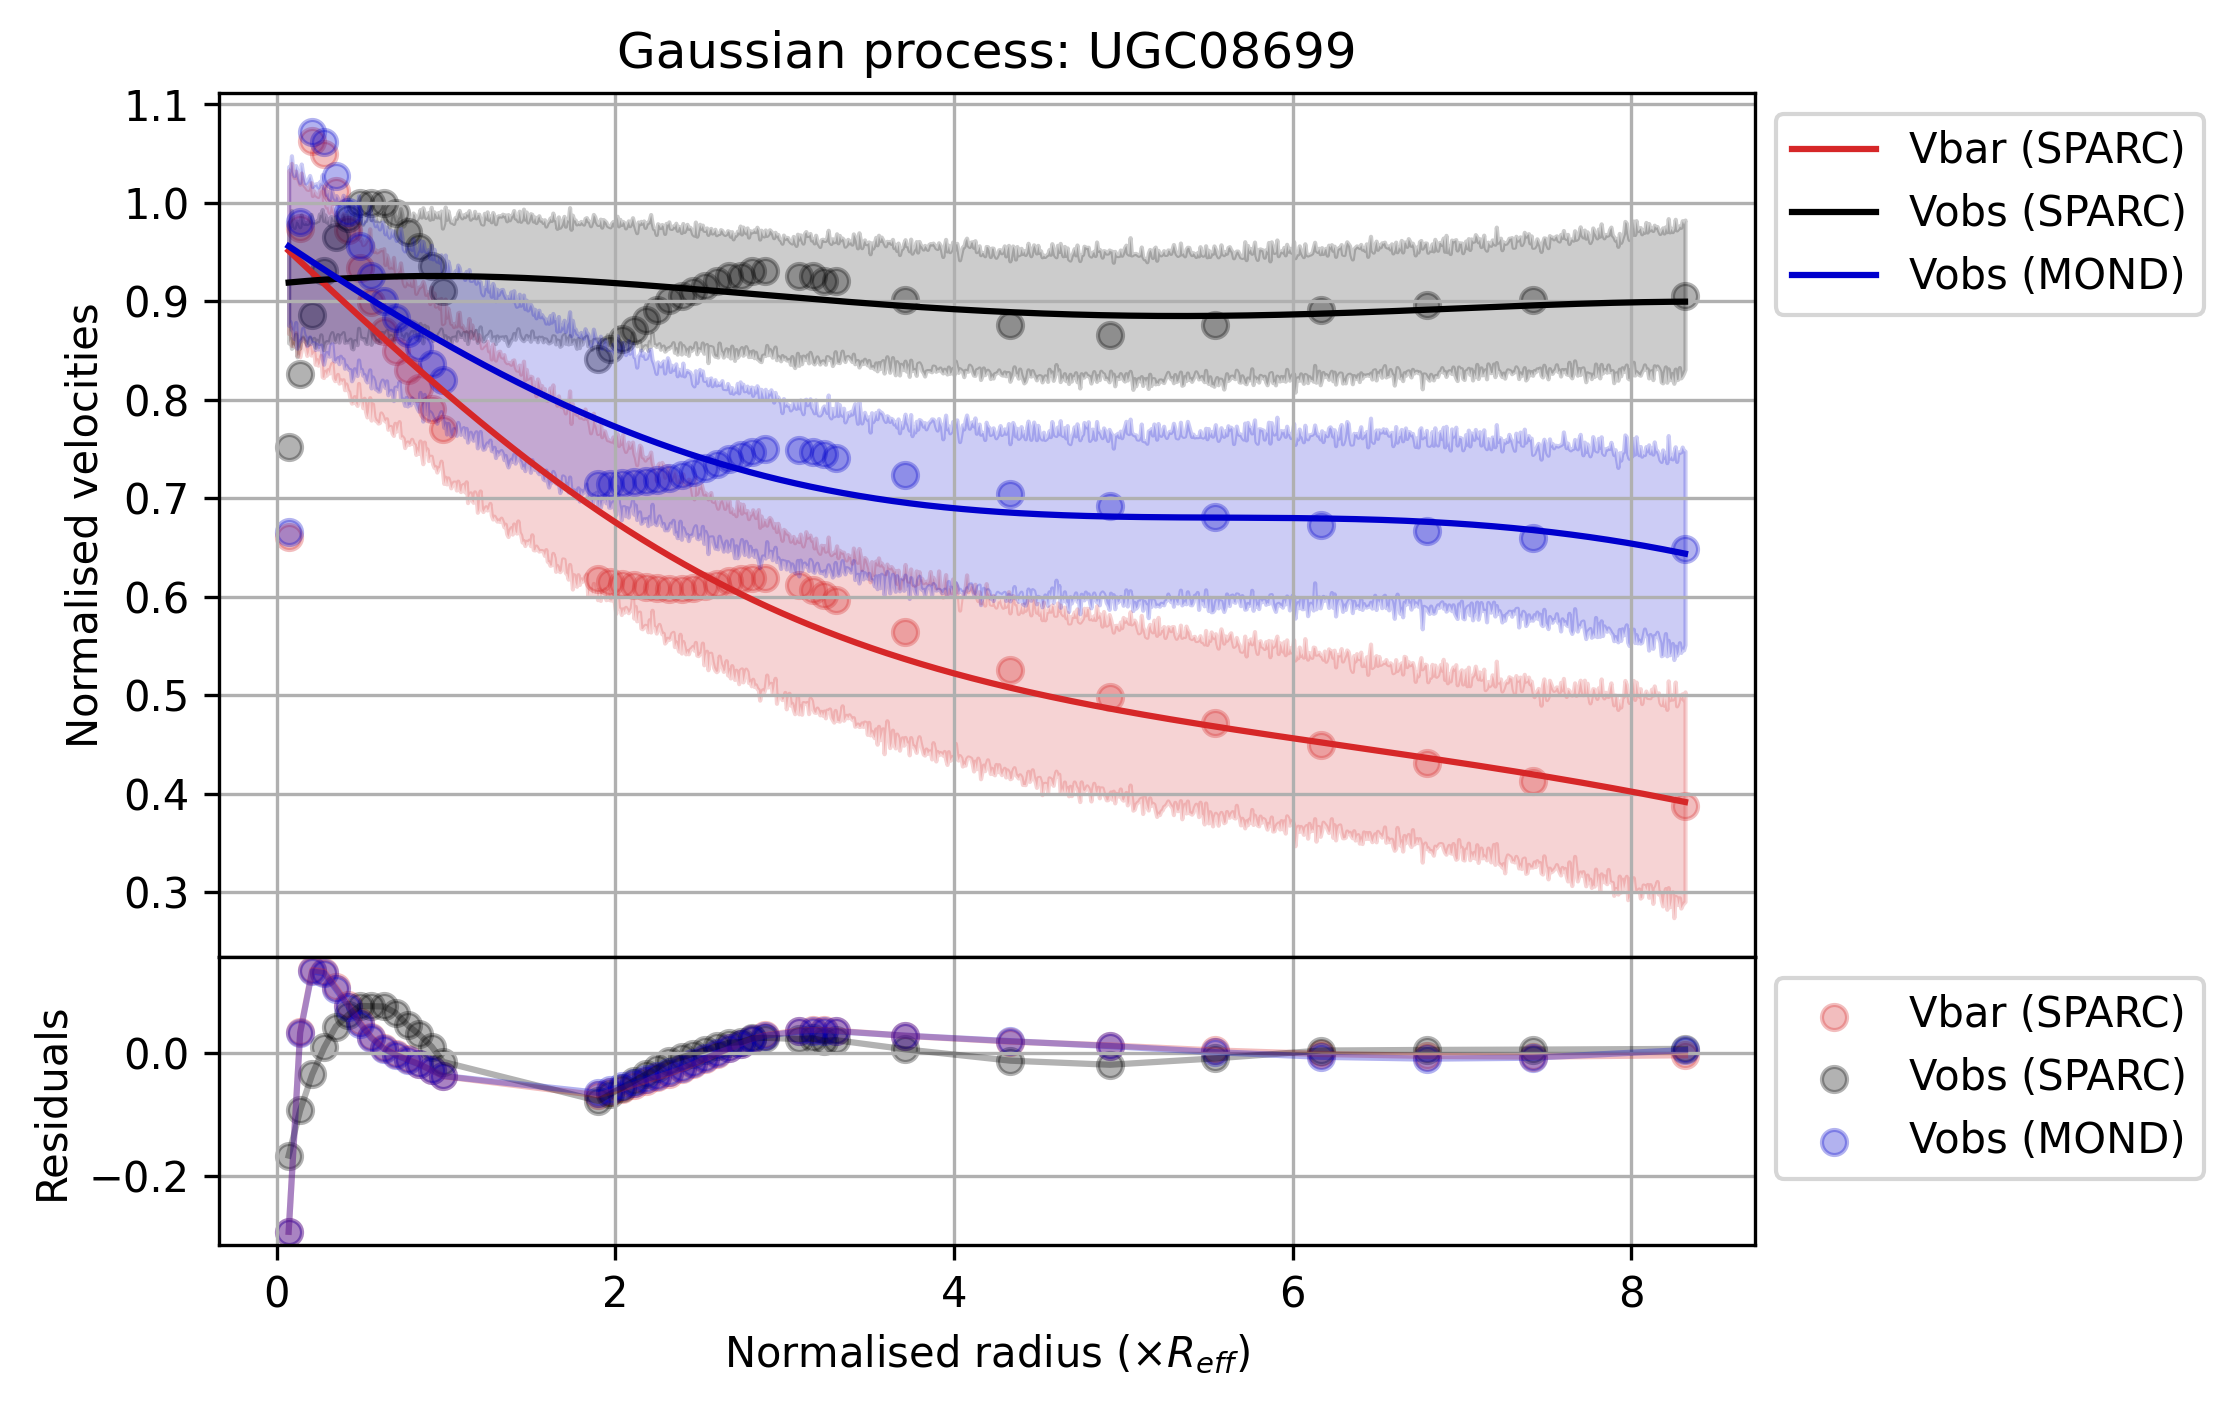 Gaussian process: UGC08699
1.1
1.0
0.9
0.8
0.7
0.6
0.5
0.4
0.3
Normalised velocities
Vbar (SPARC)
Vobs (SPARC)
Vobs (MOND)
0.0
−0.2
Residuals
Vbar (SPARC)
Vobs (SPARC)
Vobs (MOND)
0 2 4 6 8
Normalised radius (×R_eff)